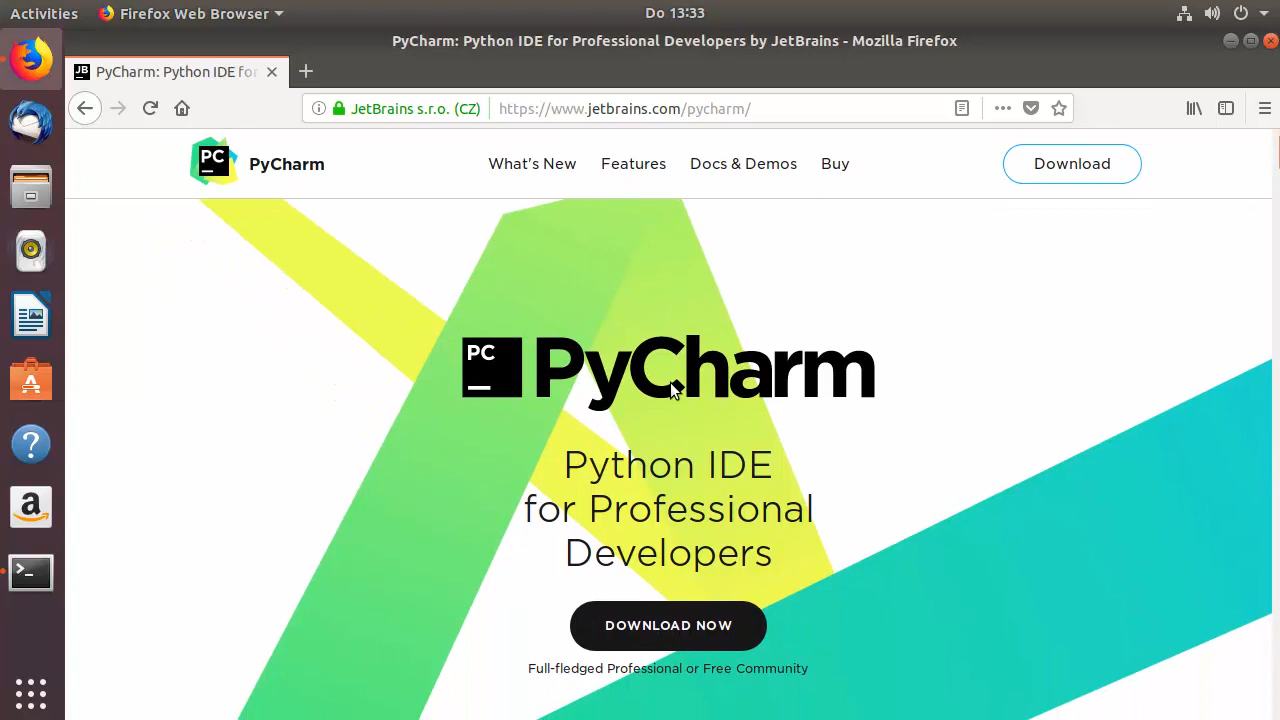 Activities
Firefox Web Browser
Do 13:33
PyCharm: Python IDE for Professional Developers by JetBrains - Mozilla Firefox
JB
PyCharm: Python IDE for
JetBrains s.r.o. (CZ)
https://www.jetbrains.com/pycharm/
PC
PyCharm
What's New
Features
Docs & Demos
Buy
Download
PC
PyCharm
Python IDE
for Professional
Developers
DOWNLOAD NOW
Full-fledged Professional or Free Community